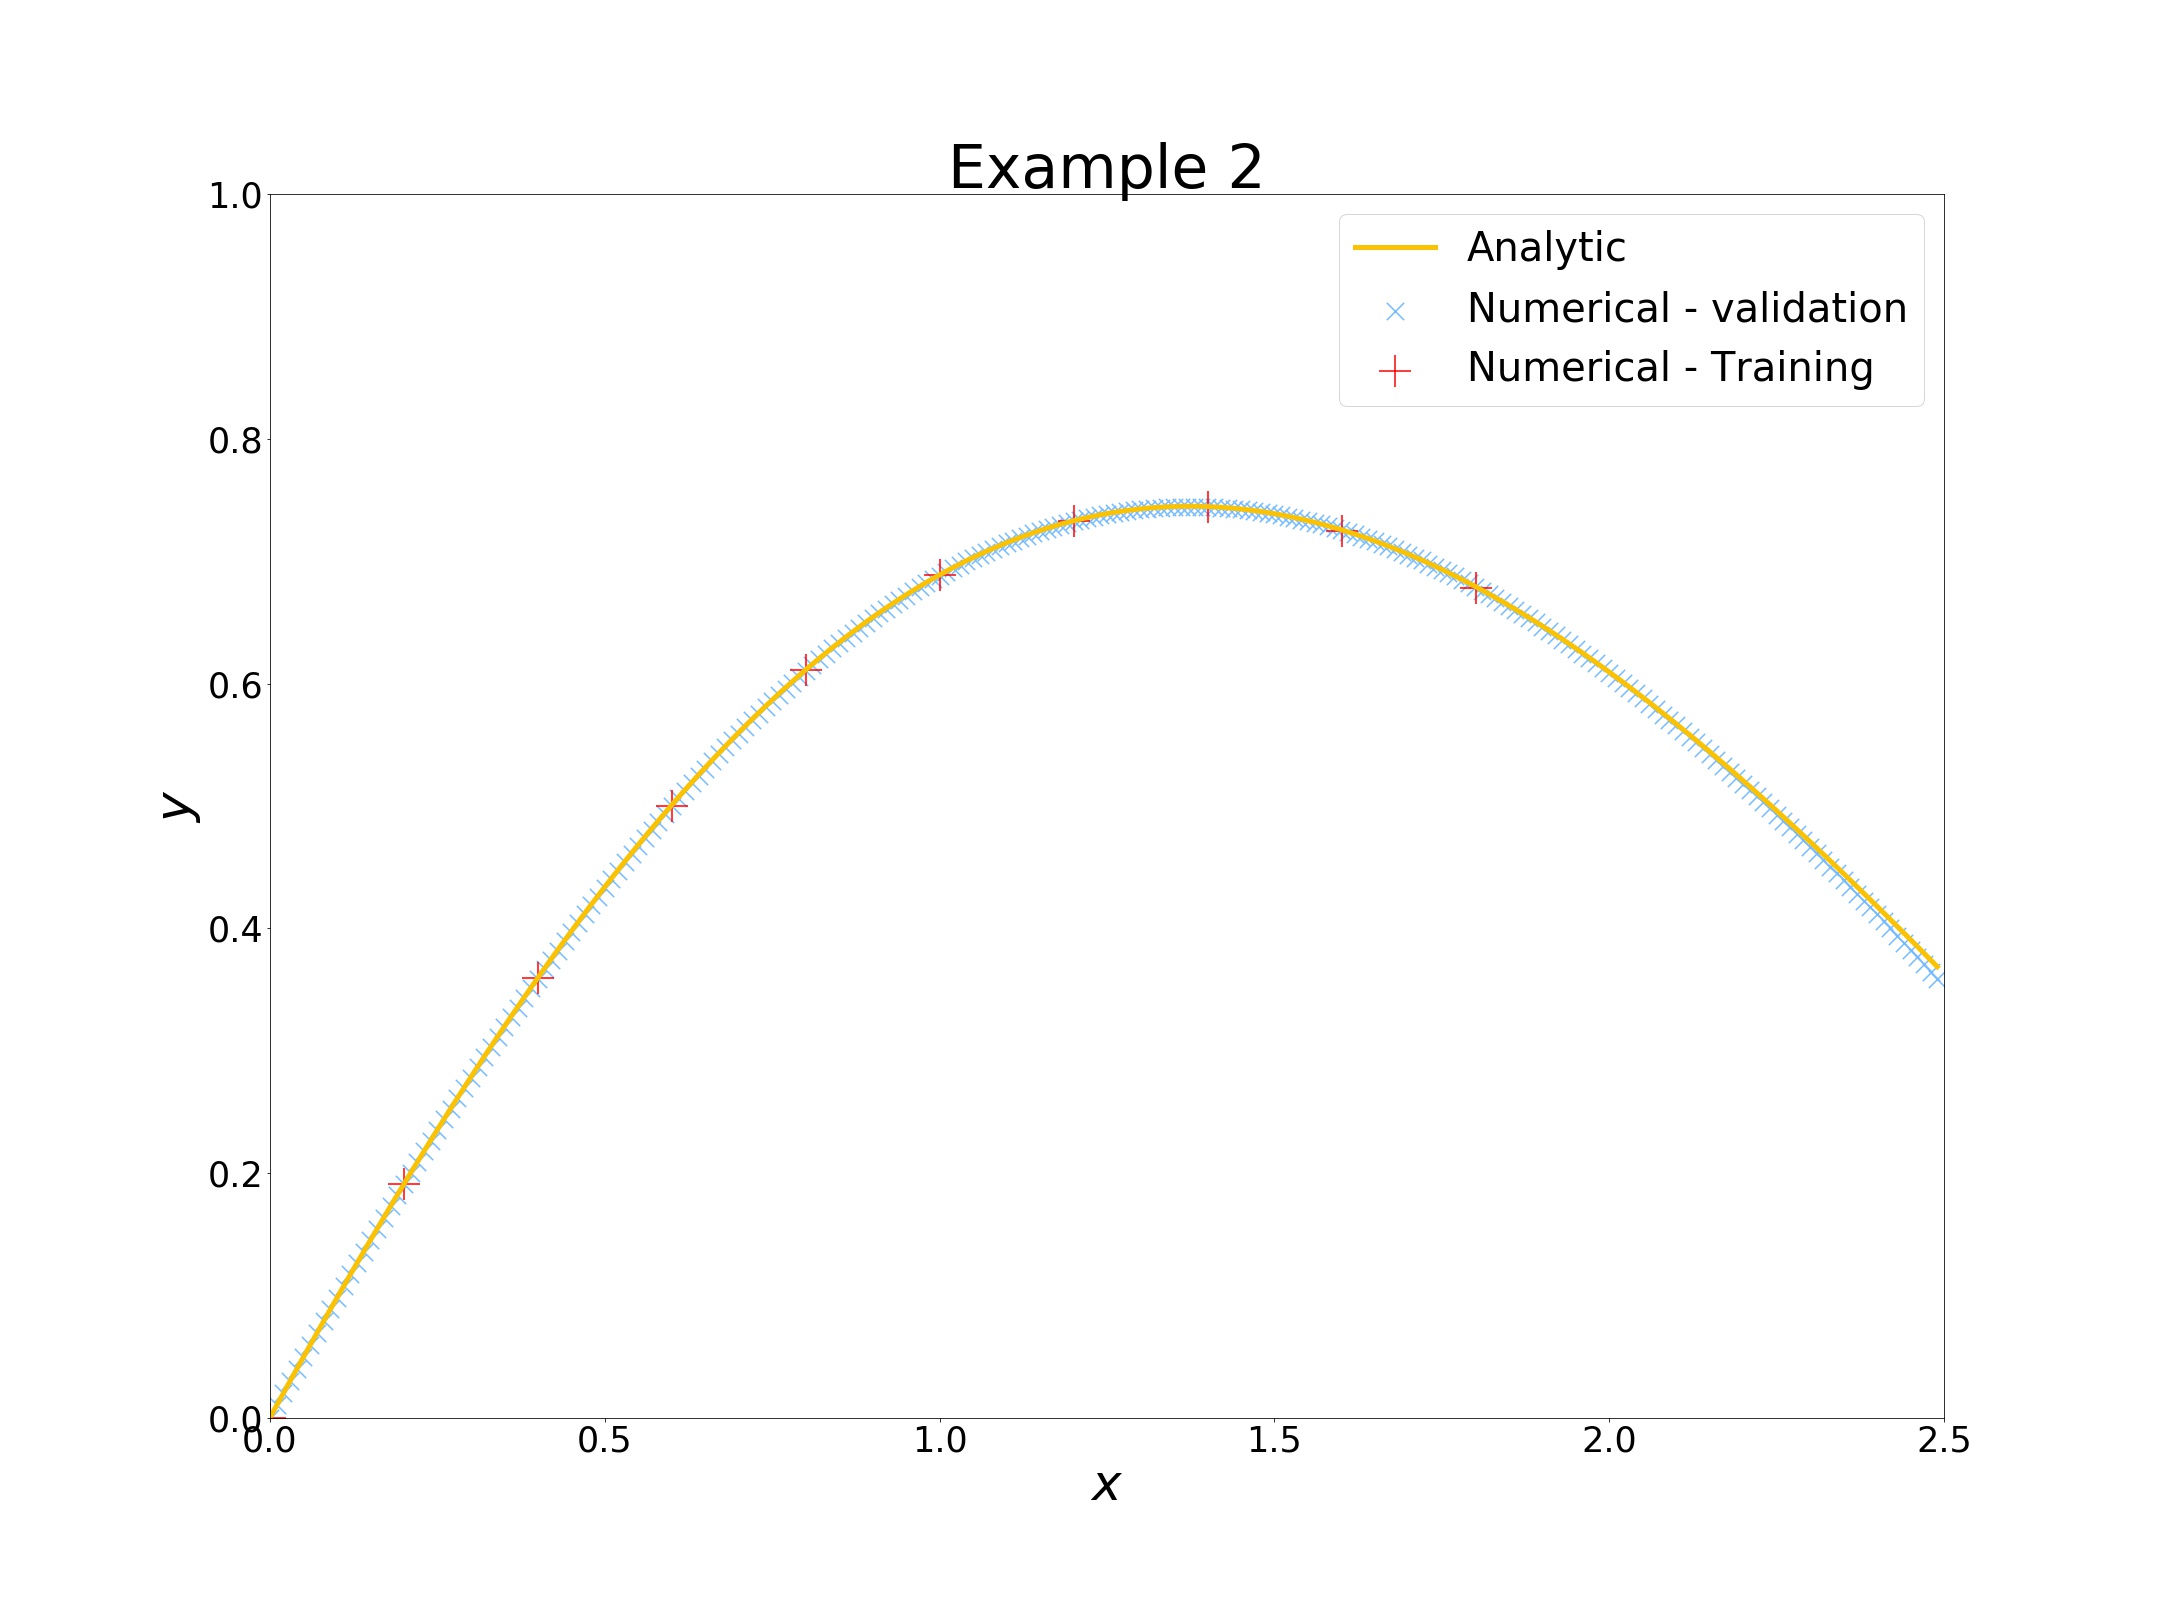 Example 2
1.0
Analytic
Numerical - validation
Numerical - Training
0.8
0.6
y
0.4
0.2
0.0
0.0 0.5 1.0 1.5 2.0 2.5
x